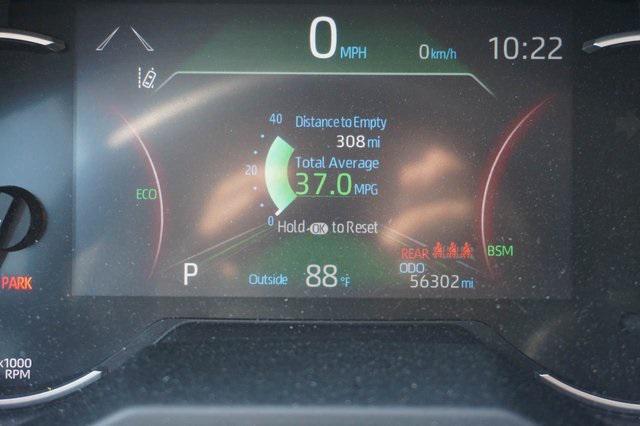 0 MPH 0 km/h 10:22
40 Distance to Empty
308 mi
Total Average
20 37.0 MPG
ECO
0 Hold OK to Reset
REAR BSM
P Outside 88 °F ODO
56302 mi
P
PARK
x1000
RPM